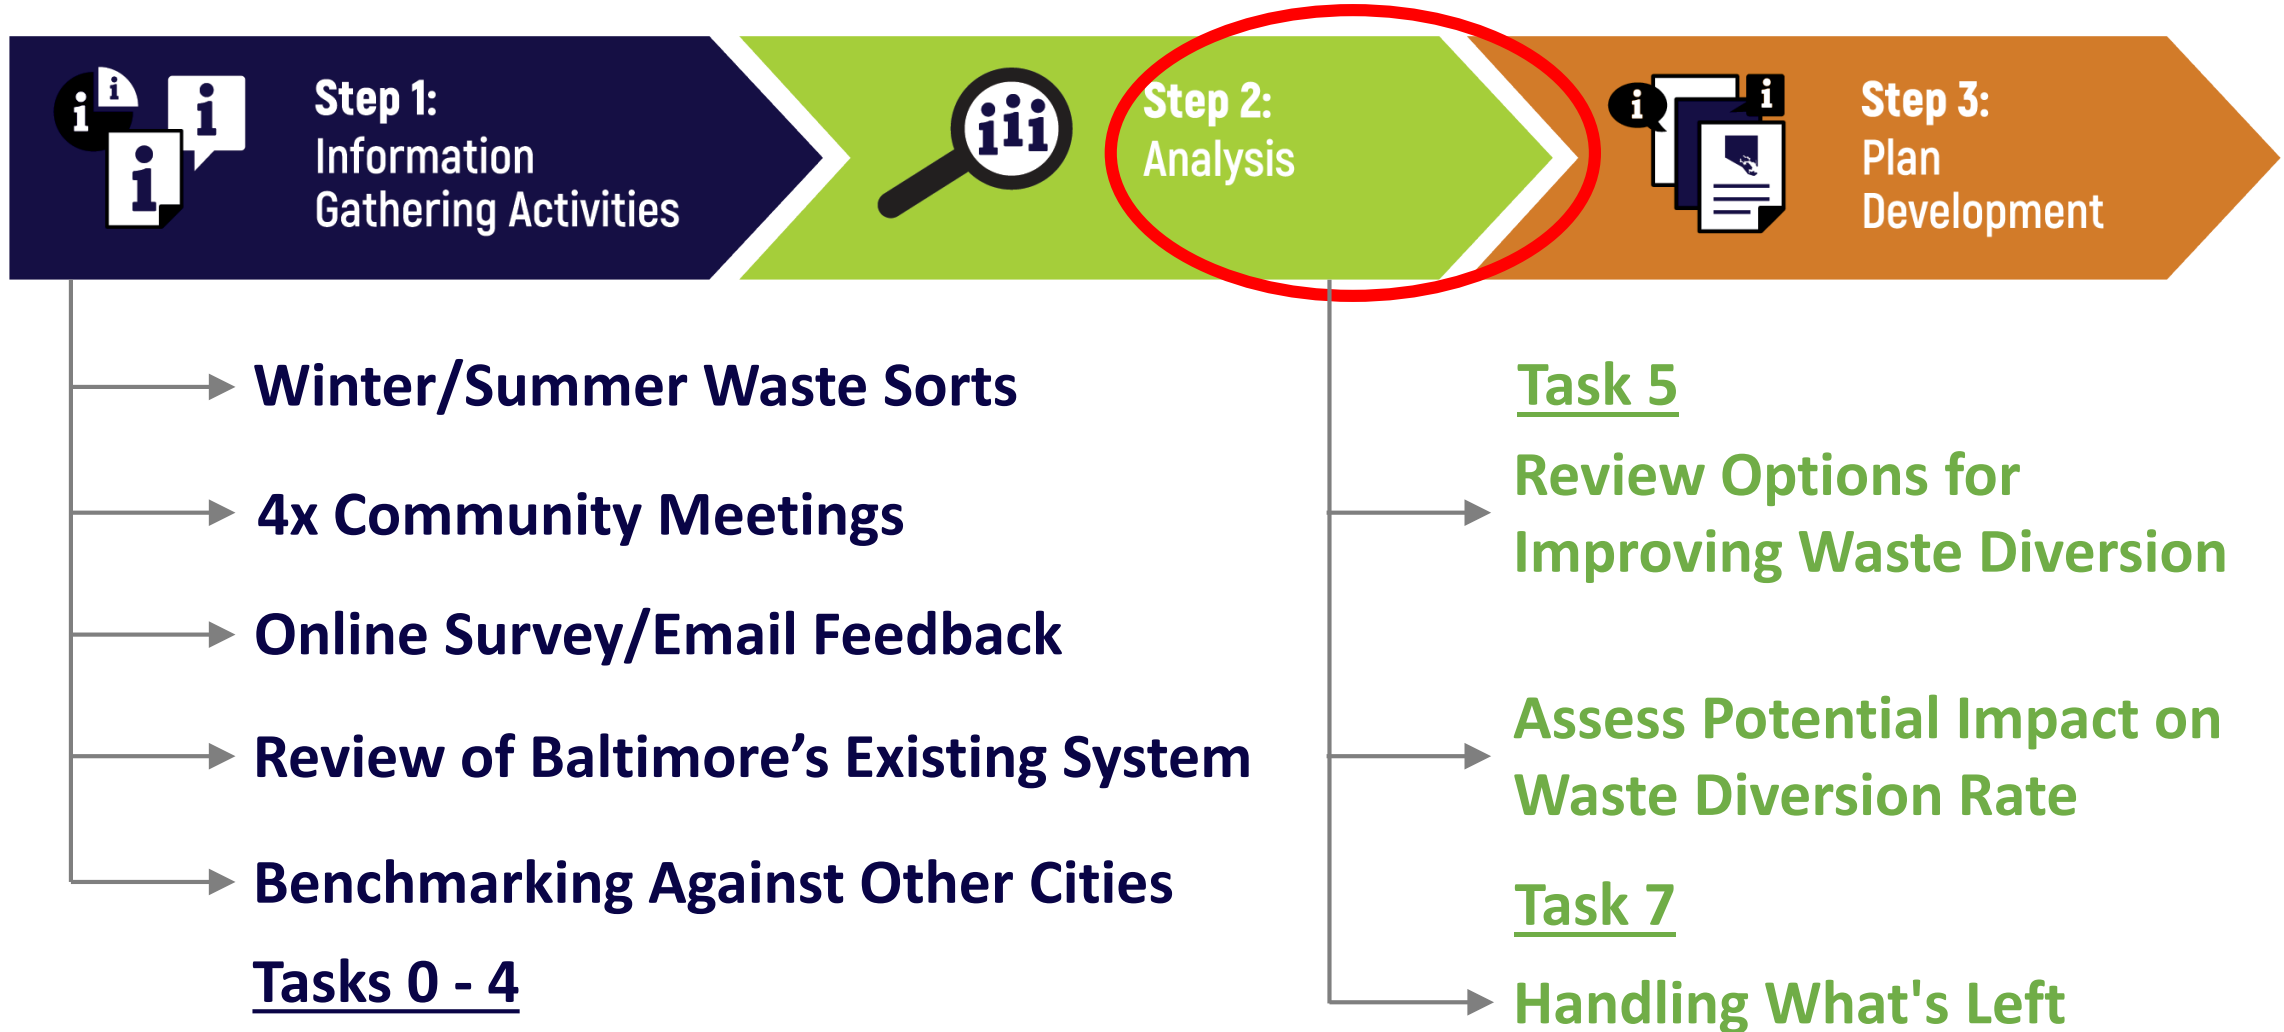 Step 1:
Information
Gathering Activities
Step 2:
Analysis
Step 3:
Plan
Development
Winter/Summer Waste Sorts
4x Community Meetings
Online Survey/Email Feedback
Review of Baltimore’s Existing System
Benchmarking Against Other Cities
Tasks 0 - 4
Task 5
Review Options for
Improving Waste Diversion
Assess Potential Impact on
Waste Diversion Rate
Task 7
Handling What's Left